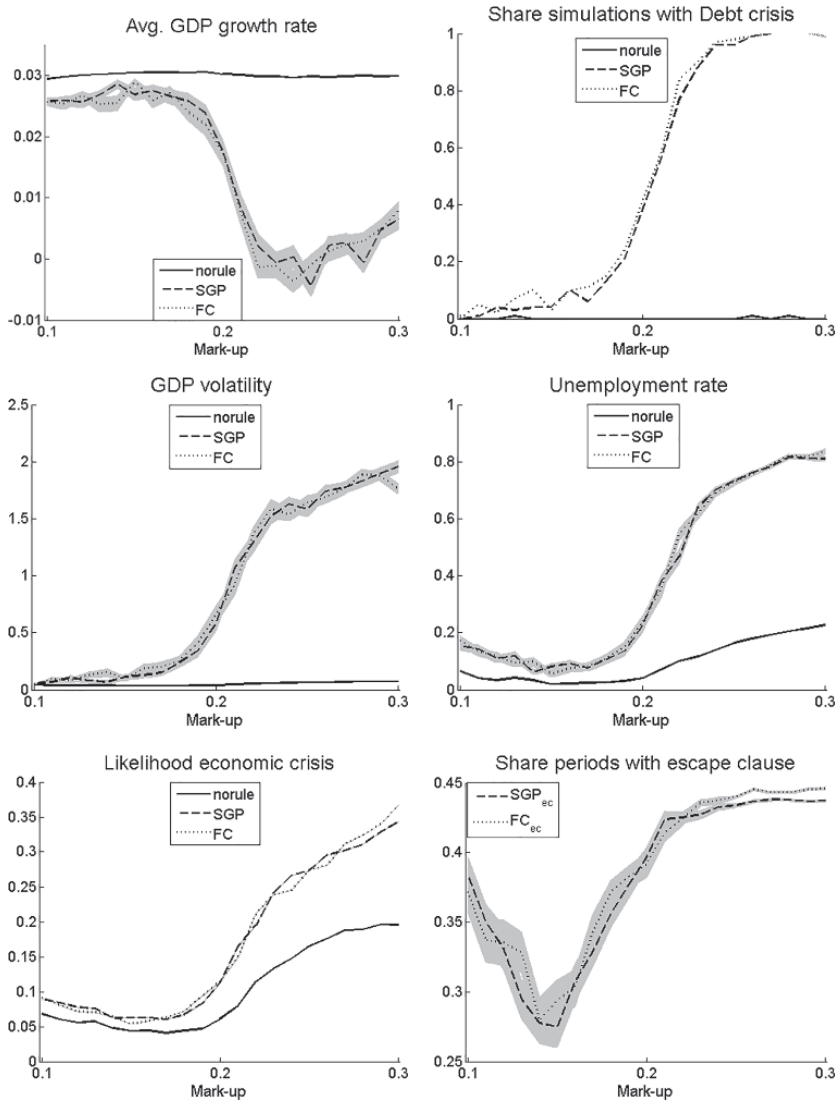 Avg. GDP growth rate
0.03
0.02
0.01
0
-0.01
norule
SGP
FC
0.1
0.2
0.3
Mark-up
Share simulations with Debt crisis
1
0.8
0.6
0.4
0.2
0
norule
SGP
FC
0.1
0.2
0.3
Mark-up
GDP volatility
2.5
2
1.5
1
0.5
0
norule
SGP
FC
0.1
0.2
0.3
Mark-up
Unemployment rate
1
0.8
0.6
0.4
0.2
0
norule
SGP
FC
0.1
0.2
0.3
Mark-up
Likelihood economic crisis
0.4
0.35
0.3
0.25
0.2
0.15
0.1
0.05
0
norule
SGP
FC
0.1
0.2
0.3
Mark-up
Share periods with escape clause
0.45
0.4
0.35
0.3
0.25
SGPec
FCec
0.1
0.2
0.3
Mark-up